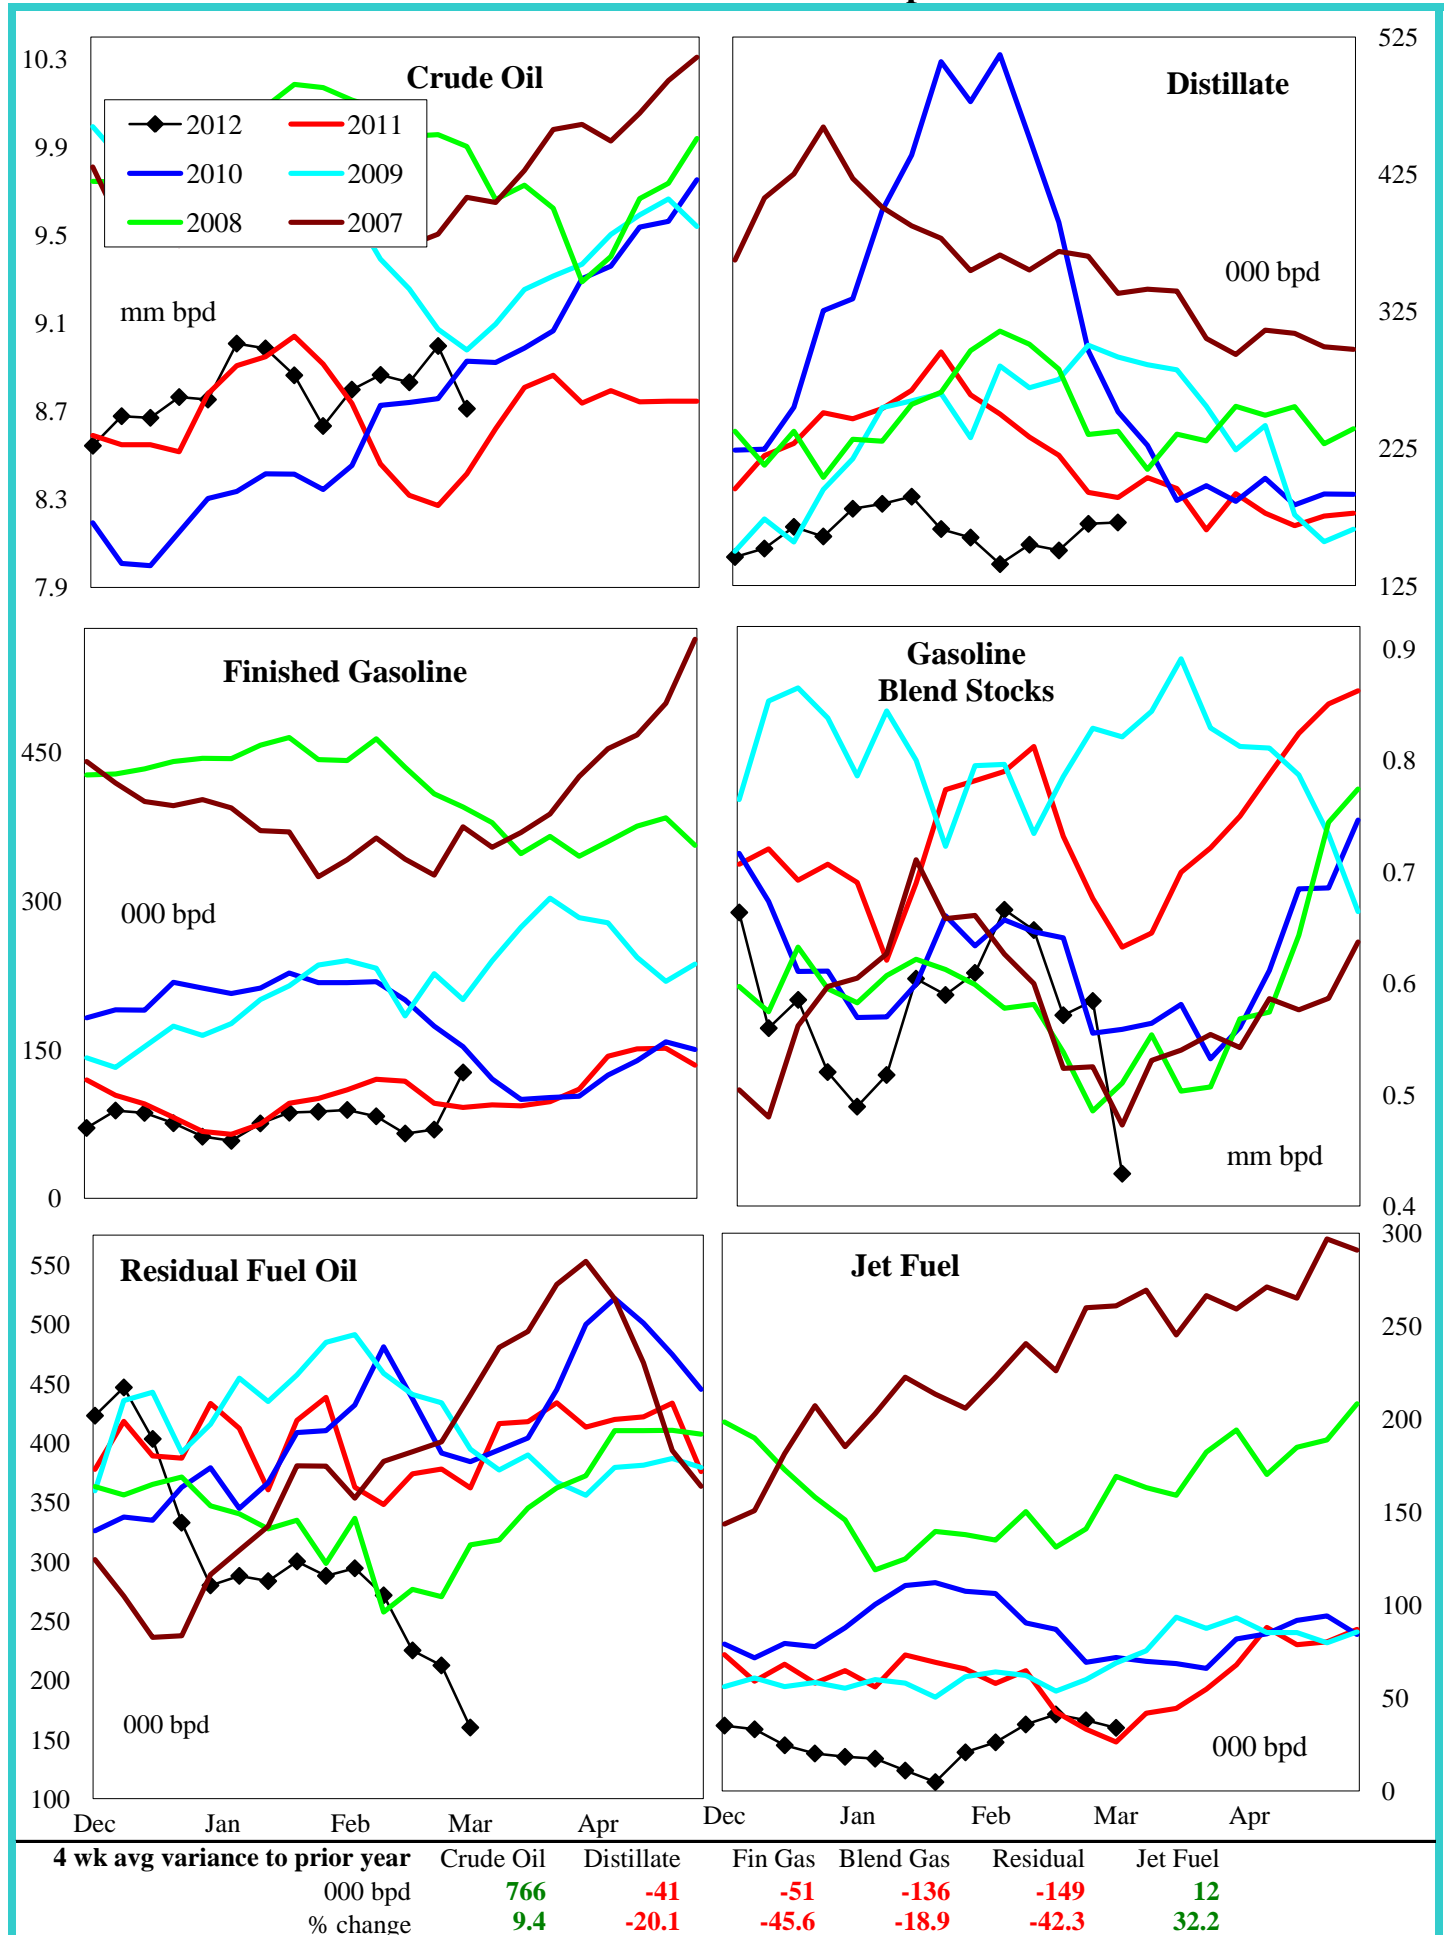 10.3
9.9
9.5
9.1
8.7
8.3
7.9
Crude Oil
2012
2011
2010
2009
2008
2007
mm bpd
Distillate
000 bpd
525
425
325
225
125
Finished Gasoline
450
300
150
0
000 bpd
Gasoline
Blend Stocks
mm bpd
0.9
0.8
0.7
0.6
0.5
0.4
550
500
450
400
350
300
250
200
150
100
Residual Fuel Oil
000 bpd
Dec Jan Feb Mar Apr
Jet Fuel
000 bpd
300
250
200
150
100
50
0
Dec Jan Feb Mar Apr
4 wk avg variance to prior year Crude Oil Distillate Fin Gas Blend Gas Residual Jet Fuel
000 bpd 766 -41 -51 -136 -149 12
% change 9.4 -20.1 -45.6 -18.9 -42.3 32.2